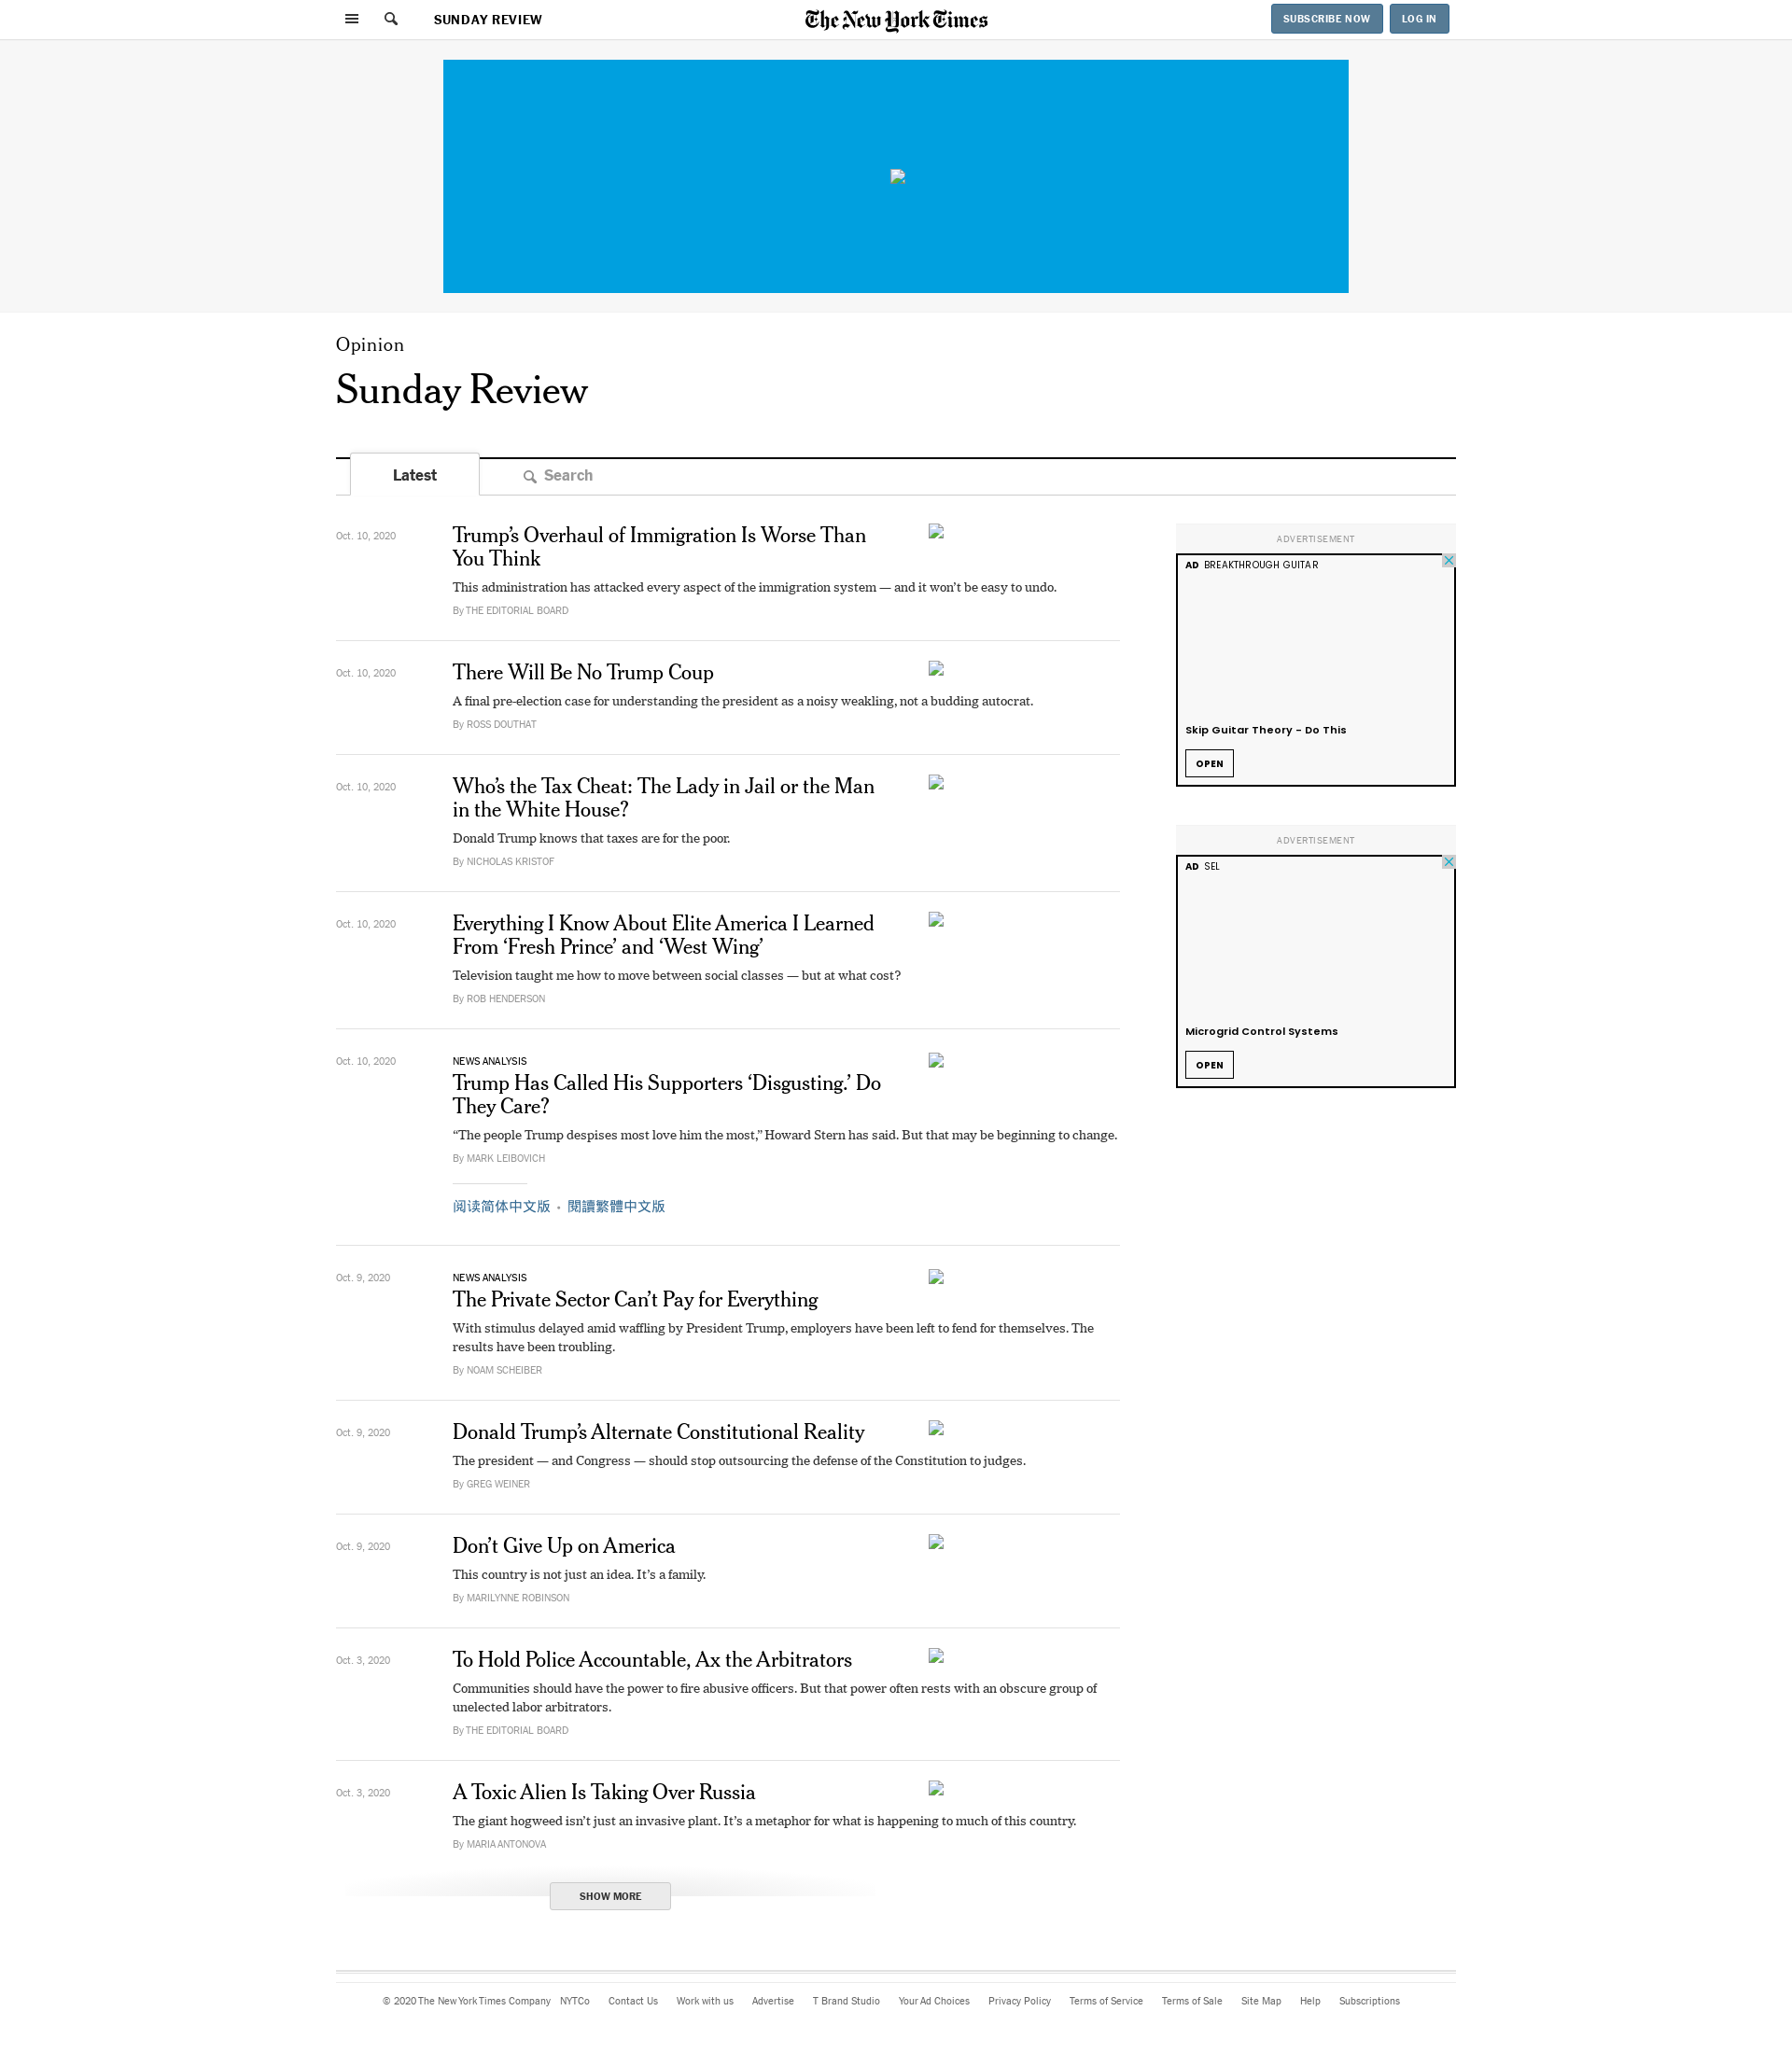 SUNDAY REVIEW
The New York Times
SUBSCRIBE NOW
LOG IN
Opinion
Sunday Review
Latest
Search
Oct. 10, 2020
Trump’s Overhaul of Immigration Is Worse Than
You Think
This administration has attacked every aspect of the immigration system — and it won’t be easy to undo.
By THE EDITORIAL BOARD
Oct. 10, 2020
There Will Be No Trump Coup
A final pre-election case for understanding the president as a noisy weakling, not a budding autocrat.
By ROSS DOUTHAT
Oct. 10, 2020
Who’s the Tax Cheat: The Lady in Jail or the Man
in the White House?
Donald Trump knows that taxes are for the poor.
By NICHOLAS KRISTOF
Oct. 10, 2020
Everything I Know About Elite America I Learned
From ‘Fresh Prince’ and ‘West Wing’
Television taught me how to move between social classes — but at what cost?
By ROB HENDERSON
Oct. 10, 2020
NEWS ANALYSIS
Trump Has Called His Supporters ‘Disgusting.’ Do
They Care?
“The people Trump despises most love him the most,” Howard Stern has said. But that may be beginning to change.
By MARK LEIBOVICH
阅读简体中文版 • 閱讀繁體中文版
Oct. 9, 2020
NEWS ANALYSIS
The Private Sector Can’t Pay for Everything
With stimulus delayed amid waffling by President Trump, employers have been left to fend for themselves. The
results have been troubling.
By NOAM SCHEIBER
Oct. 9, 2020
Donald Trump’s Alternate Constitutional Reality
The president — and Congress — should stop outsourcing the defense of the Constitution to judges.
By GREG WEINER
Oct. 9, 2020
Don’t Give Up on America
This country is not just an idea. It’s a family.
By MARILYNNE ROBINSON
Oct. 3, 2020
To Hold Police Accountable, Ax the Arbitrators
Communities should have the power to fire abusive officers. But that power often rests with an obscure group of
unelected labor arbitrators.
By THE EDITORIAL BOARD
Oct. 3, 2020
A Toxic Alien Is Taking Over Russia
The giant hogweed isn’t just an invasive plant. It’s a metaphor for what is happening to much of this country.
By MARIA ANTONOVA
SHOW MORE
ADVERTISEMENT
AD BREAKTHROUGH GUITAR
Skip Guitar Theory - Do This
OPEN
ADVERTISEMENT
AD SEL
Microgrid Control Systems
OPEN
© 2020 The New York Times Company NYTCo Contact Us Work with us Advertise T Brand Studio Your Ad Choices Privacy Policy Terms of Service Terms of Sale Site Map Help Subscriptions